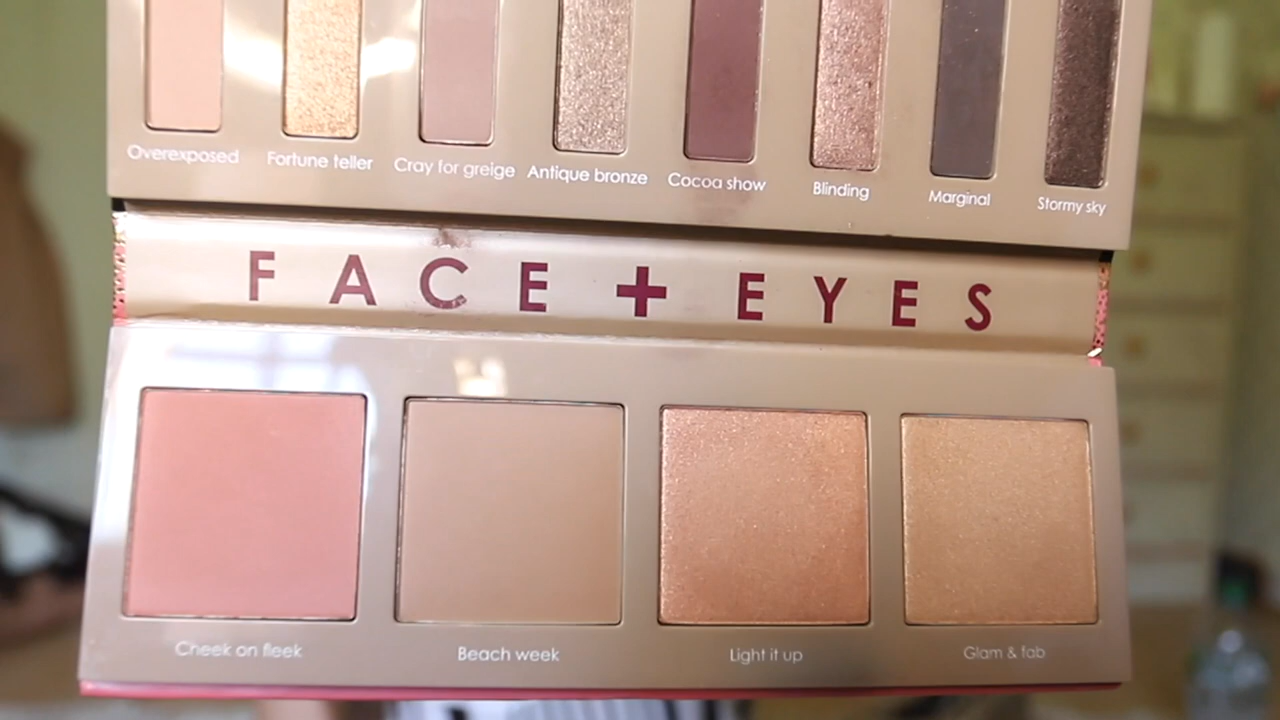 Overexposed Fortune teller Cray for greige Antique bronze Cocoa show Blinding Marginal Stormy sky
FACE + EYES
Cheek on fleek Beach week Light it up Glam & fab